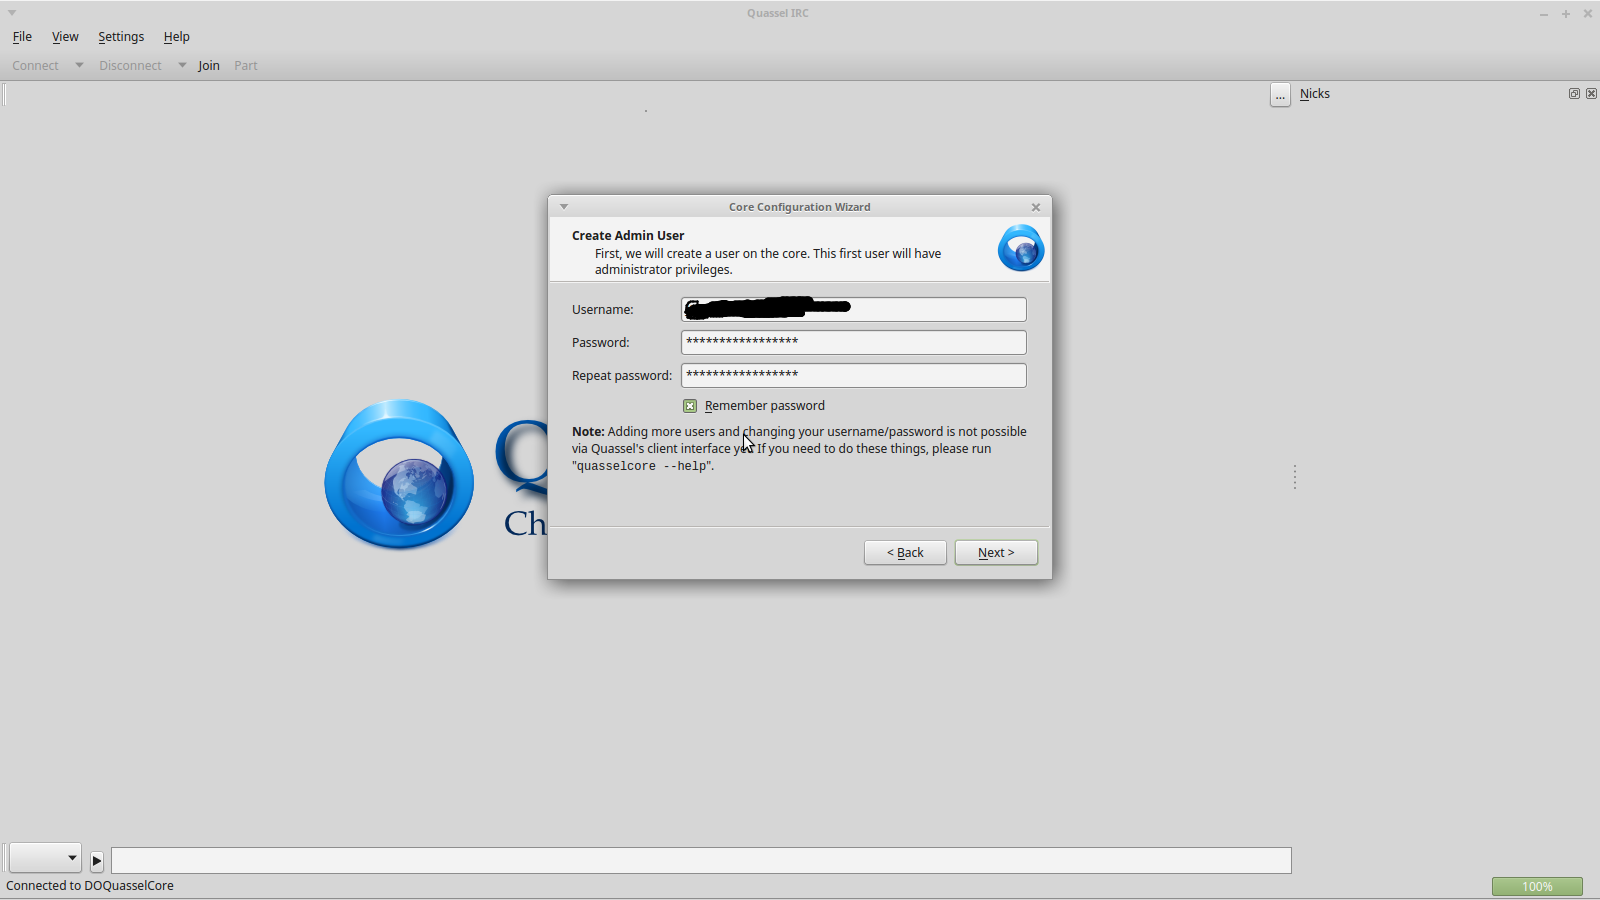 Quassel IRC
File View Settings Help
Connect Disconnect Join Part
... Nicks
Core Configuration Wizard
Create Admin User
First, we will create a user on the core. This first user will have
administrator privileges.
Username:
Password: *****************
Repeat password: *****************
Remember password
Note: Adding more users and changing your username/password is not possible
via Quassel's client interface yet. If you need to do these things, please run
"quasselcore --help".
Q
Ch
< Back Next >
Connected to DOQuasselCore
100%